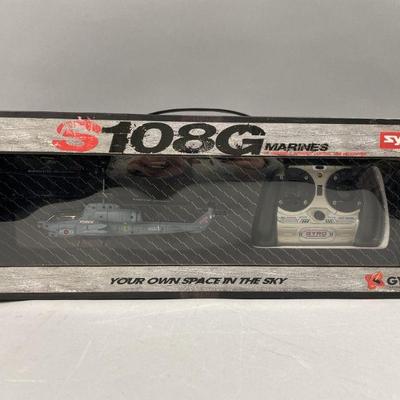 S108G MARINES
sy
GYRO
YOUR OWN SPACE IN THE SKY
GY